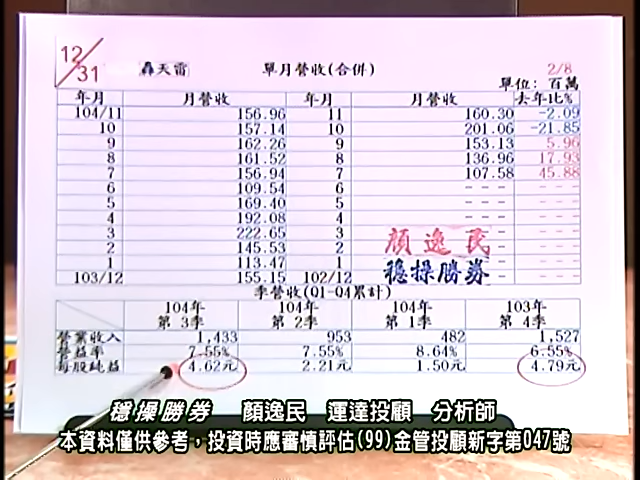 12/31
轟天雷 單月營收(合併) 2/8
單位: 百萬
年月 月營收 年月 月營收 去年比%
104/11 156.96 11 160.30 -2.09
10 157.14 10 201.06 -21.85
9 162.26 9 153.13 5.96
8 161.52 8 136.96 17.93
7 156.94 7 107.58 45.88
6 109.54 6 - - - - - -
5 169.40 5 - - - - - -
4 192.08 4 - - - - - -
3 222.65 3 - - -
2 145.53 2 - - -
1 113.47 1 - - -
103/12 155.15 102/12 - - -
顏逸民
穩操勝券
季營收(Q1-Q4累計)
104年 104年 104年 103年
第 3季 第 2季 第 1季 第 4季
營業收入 1,433 953 482 1,527
營益率 7.55% 7.55% 8.64% 6.55%
每股純益 4.62元 2.21元 1.50元 4.79元
穩操勝券 顏逸民 運達投顧 分析師
本資料僅供參考，投資時應審慎評估(99)金管投顧新字第047號